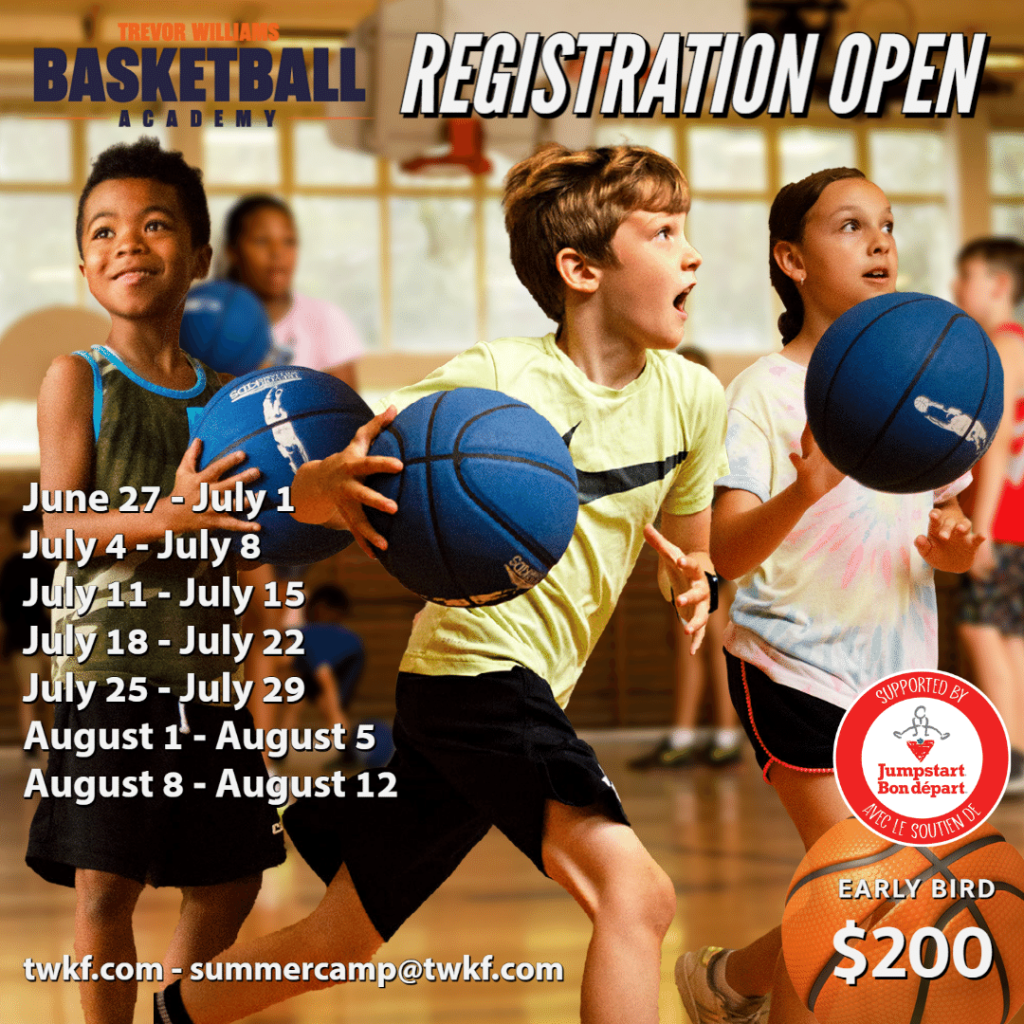 TREVOR WILLIAMS
BASKETBALL
ACADEMY
REGISTRATION OPEN
June 27 - July 1
July 4 - July 8
July 11 - July 15
July 18 - July 22
July 25 - July 29
August 1 - August 5
August 8 - August 12
SUPPORTED BY
Jumpstart
Bon départ
AVEC LE SOUTIEN DE
EARLY BIRD
$200
twkf.com - summercamp@twkf.com